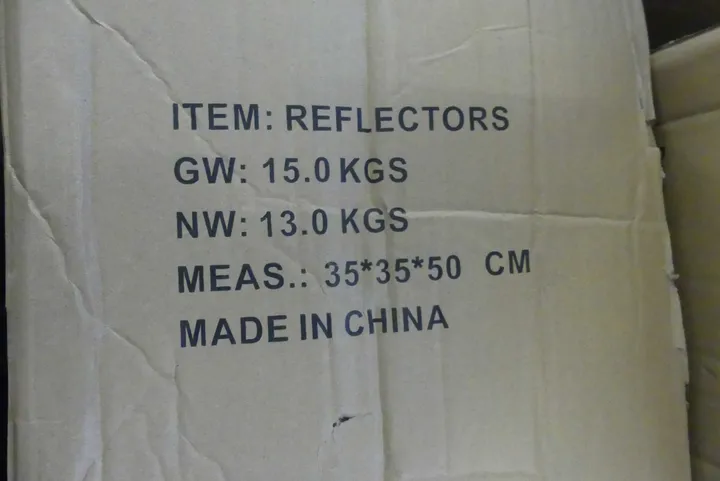 ITEM: REFLECTORS
GW: 15.0 KGS
NW: 13.0 KGS
MEAS.: 35*35*50 CM
MADE IN CHINA